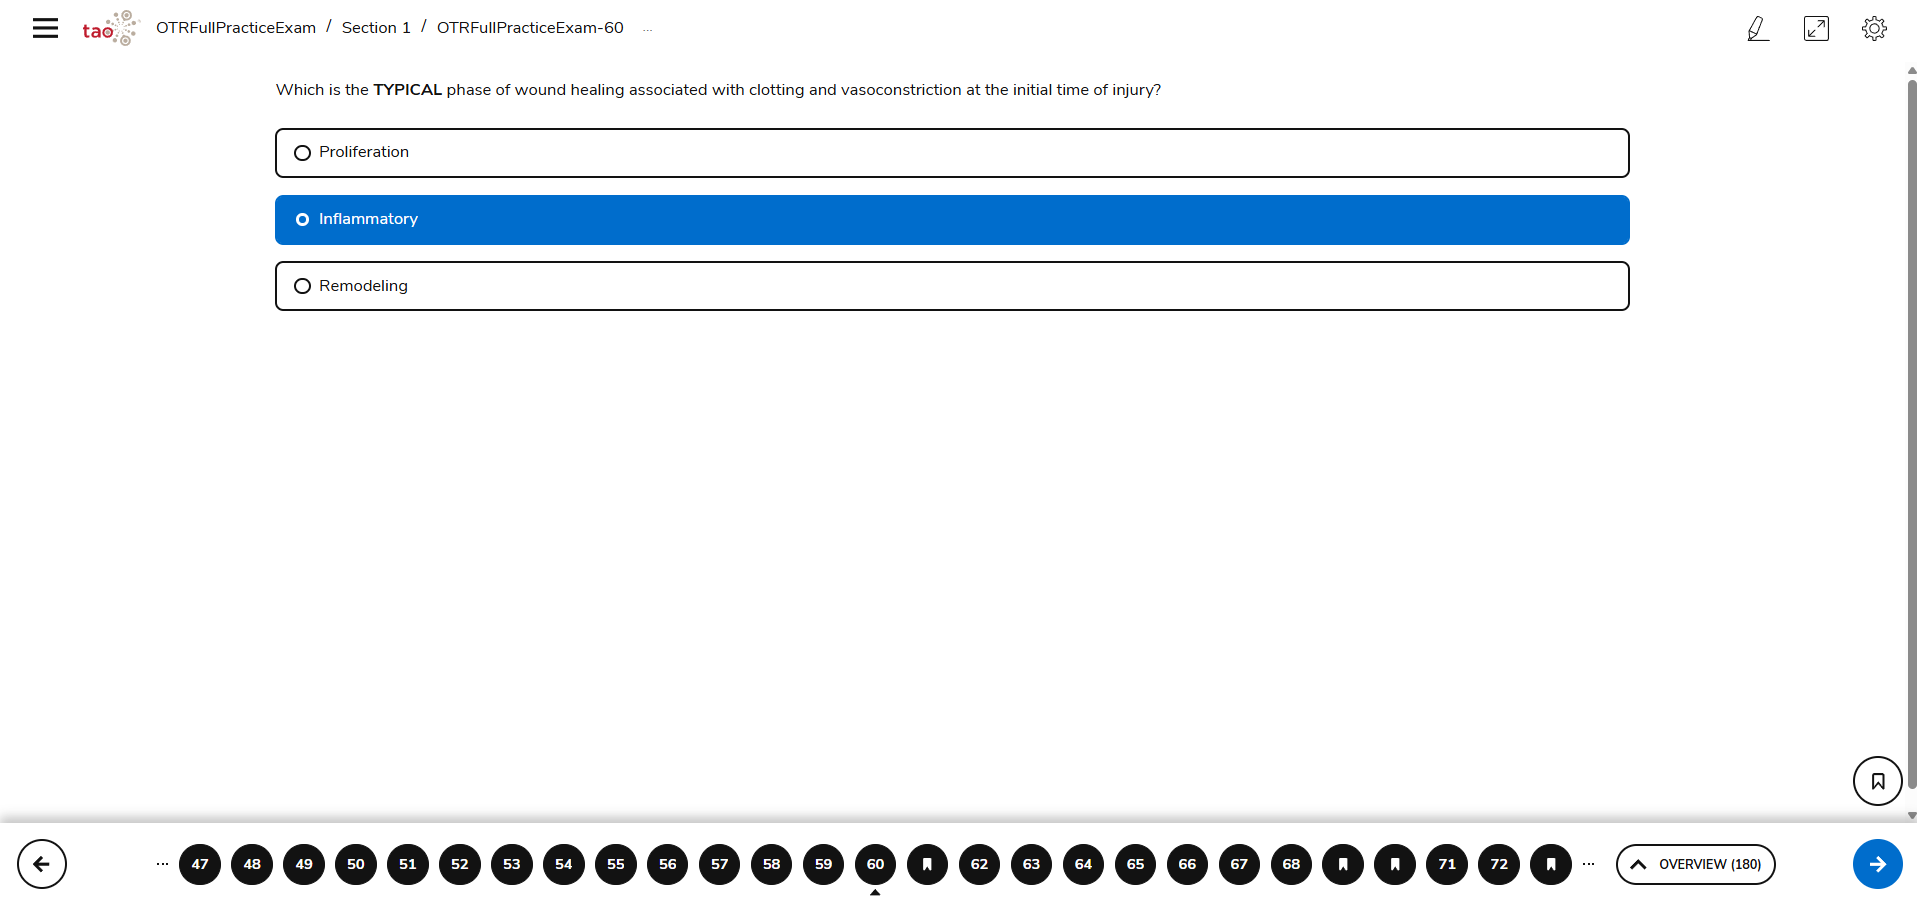 tao
OTRFullPracticeExam / Section 1 / OTRFullPracticeExam-60 ...
Which is the TYPICAL phase of wound healing associated with clotting and vasoconstriction at the initial time of injury?
Proliferation
Inflammatory
Remodeling
... 47 48 49 50 51 52 53 54 55 56 57 58 59 60 62 63 64 65 66 67 68 71 72 ... OVERVIEW (180)